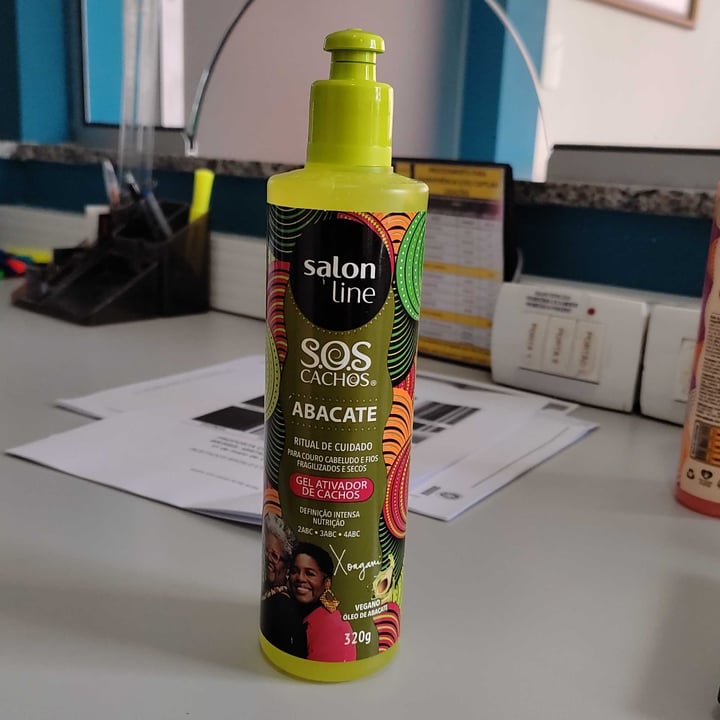 salon
line
S.O.S
CACHOS®
ABACATE
RITUAL DE CUIDADO
PARA COURO CABELUDO E FIOS
FRAGILIZADOS E SECOS
GEL ATIVADOR
DE CACHOS
DEFINIÇÃO INTENSA
NUTRIÇÃO
2ABC • 3ABC • 4ABC
VEGANO
ÓLEO DE ABACATE
320g